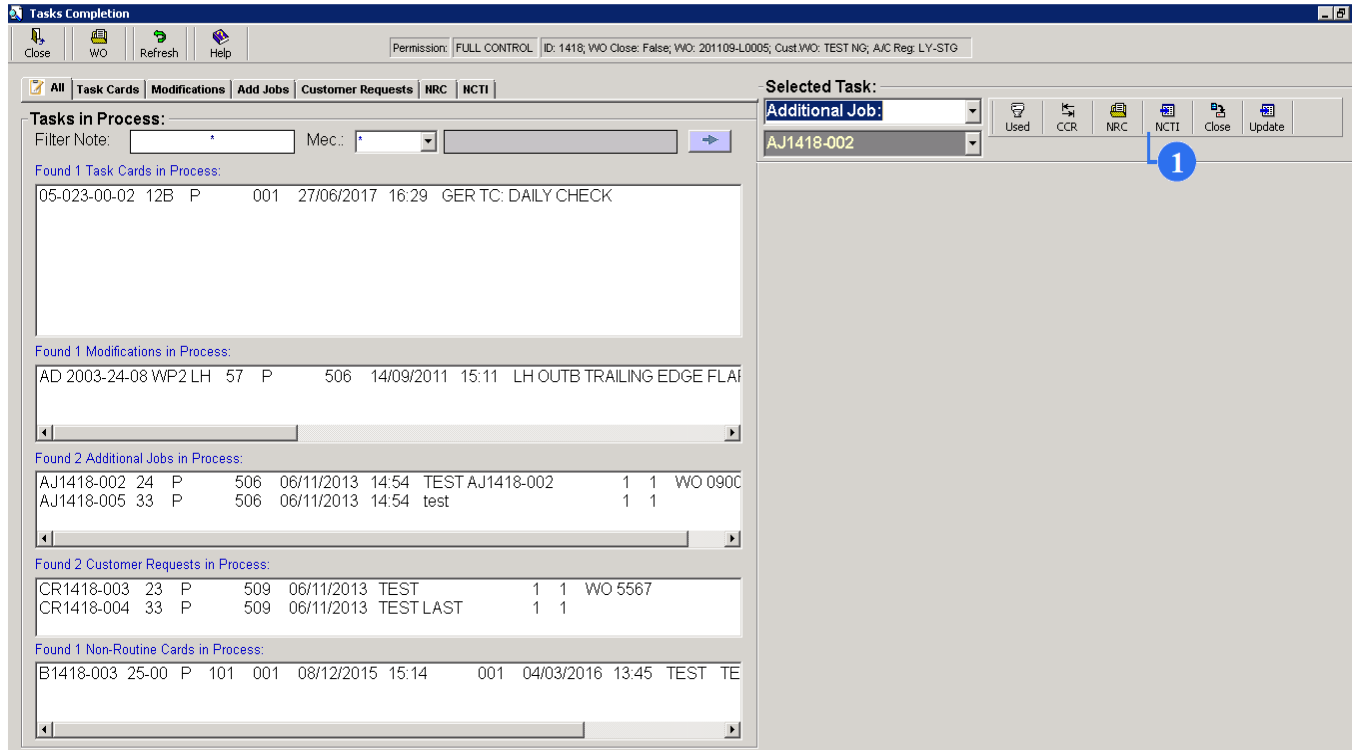 Tasks Completion
Close WO Refresh Help
Permission: FULL CONTROL ID: 1418; WO Close: False; WO: 201109-L0005; Cust.WO: TEST NG; A/C Reg: LY-STG
All Task Cards Modifications Add Jobs Customer Requests NRC NCTI
Tasks in Process:
Filter Note: * Mec.: *
Found 1 Task Cards in Process:
05-023-00-02 12B P 001 27/06/2017 16:29 GER TC: DAILY CHECK
Found 1 Modifications in Process:
AD 2003-24-08 WP2 LH 57 P 506 14/09/2011 15:11 LH OUTB TRAILING EDGE FLAF
Found 2 Additional Jobs in Process:
AJ1418-002 24 P 506 06/11/2013 14:54 TEST AJ1418-002 1 1 WO 0900
AJ1418-005 33 P 506 06/11/2013 14:54 test 1 1
Found 2 Customer Requests in Process:
CR1418-003 23 P 509 06/11/2013 TEST 1 1 WO 5567
CR1418-004 33 P 509 06/11/2013 TEST LAST 1 1
Found 1 Non-Routine Cards in Process:
B1418-003 25-00 P 101 001 08/12/2015 15:14 001 04/03/2016 13:45 TEST TE
Selected Task:
Additional Job:
AJ1418-002
Used CCR NRC NCTI Close Update
1